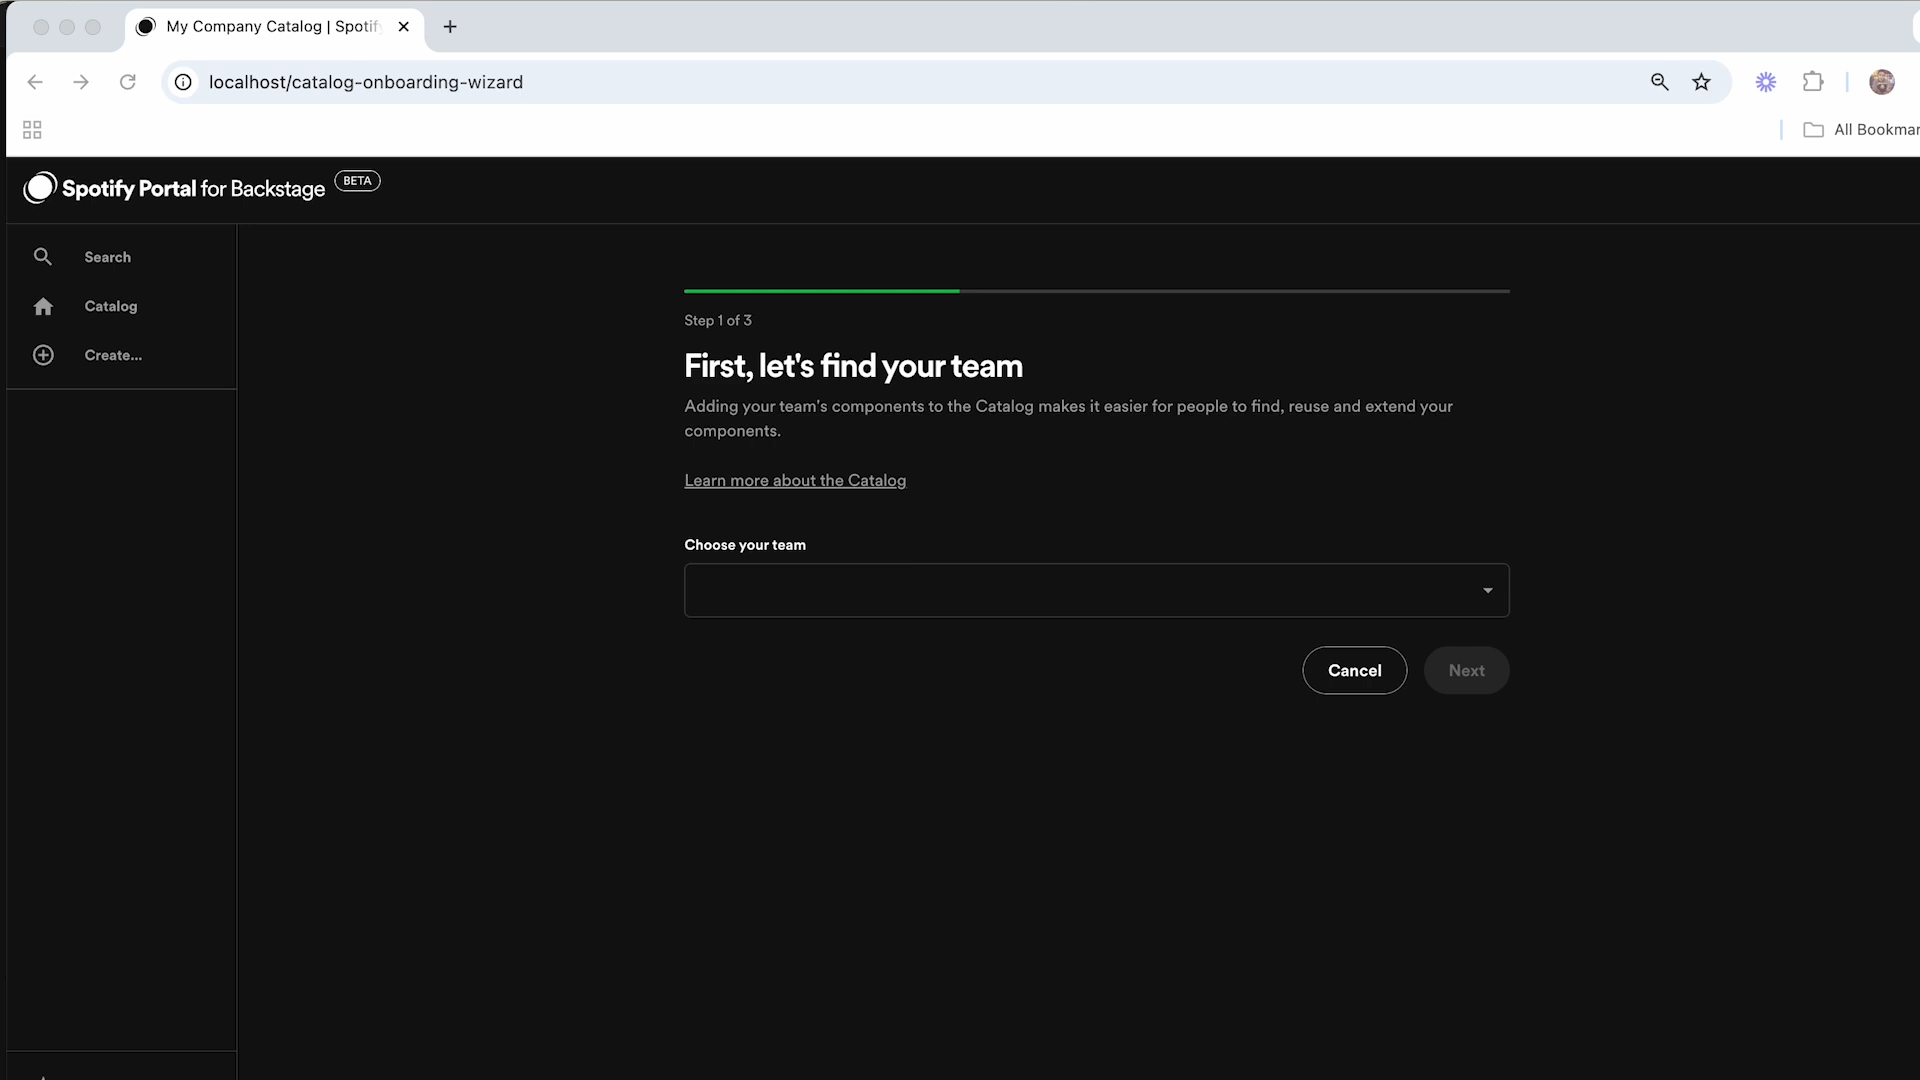 My Company Catalog | Spotif
localhost/catalog-onboarding-wizard
All Bookmar
Spotify Portal for Backstage BETA
Search
Catalog
Create...
Step 1 of 3
First, let's find your team
Adding your team's components to the Catalog makes it easier for people to find, reuse and extend your
components.
Learn more about the Catalog
Choose your team
Cancel
Next